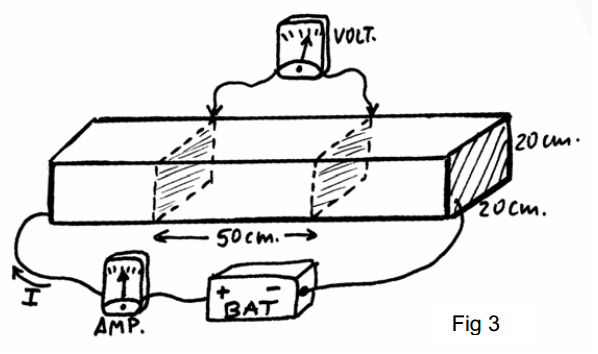 VOLT.
20cm.
20cm.
50cm.
I
+ -
BAT
AMP.
Fig 3